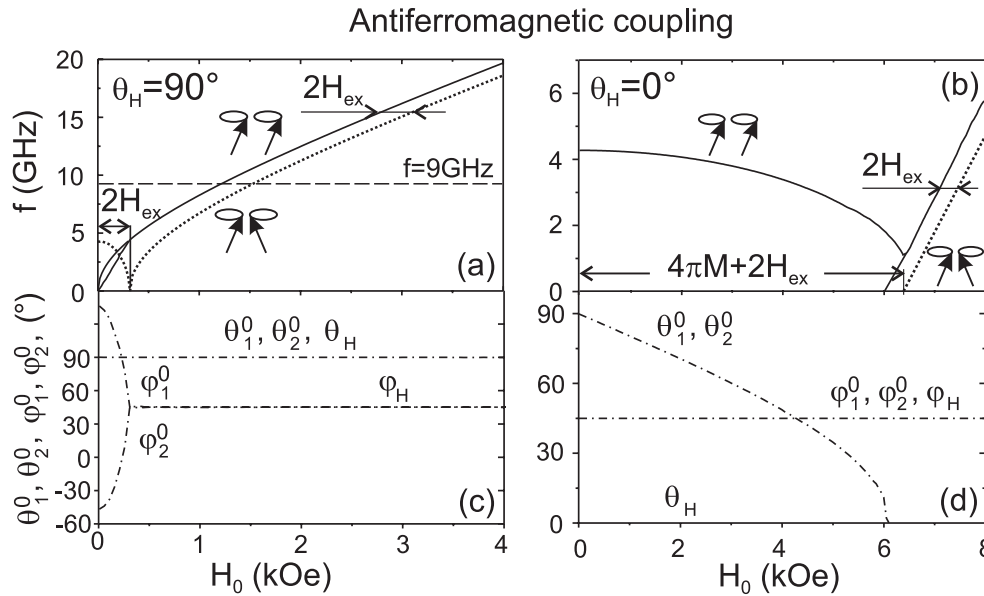 Antiferromagnetic coupling
20
15
10
5
0
f (GHz)
θH=90°
2Hex
f=9GHz
2Hex
(a)
6
4
2
0
θH=0°
(b)
2Hex
4πM+2Hex
θ₁⁰, θ₂⁰, φ₁⁰, φ₂⁰, (°)
90
60
30
0
-30
-60
θ₁⁰, θ₂⁰, θH
φ₁⁰
φH
φ₂⁰
(c)
0 1 2 3 4
H₀ (kOe)
90
60
30
0
θ₁⁰, θ₂⁰
φ₁⁰, φ₂⁰, φH
θH
(d)
0 2 4 6 8
H₀ (kOe)